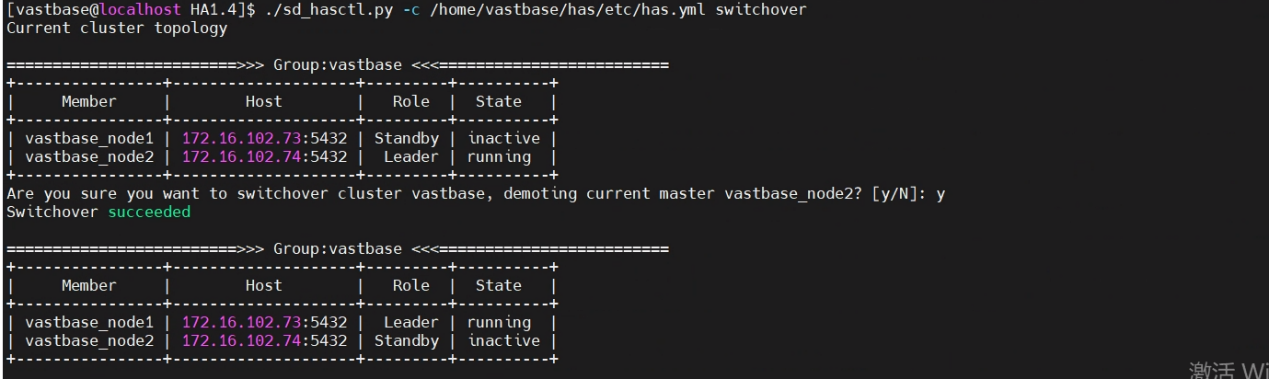 [vastbase@localhost HA1.4]$ ./sd_hasctl.py -c /home/vastbase/has/etc/has.yml switchover
Current cluster topology
=========================>>> Group:vastbase <<<=========================
+----------------+--------------------+---------+----------+
|     Member     |        Host        |   Role  |  State   |
+----------------+--------------------+---------+----------+
| vastbase_node1 | 172.16.102.73:5432 | Standby | inactive |
| vastbase_node2 | 172.16.102.74:5432 |  Leader | running  |
+----------------+--------------------+---------+----------+
Are you sure you want to switchover cluster vastbase, demoting current master vastbase_node2? [y/N]: y
Switchover succeeded
=========================>>> Group:vastbase <<<=========================
+----------------+--------------------+---------+----------+
|     Member     |        Host        |   Role  |  State   |
+----------------+--------------------+---------+----------+
| vastbase_node1 | 172.16.102.73:5432 |  Leader | running  |
| vastbase_node2 | 172.16.102.74:5432 | Standby | inactive |
+----------------+--------------------+---------+----------+
激活 Wi